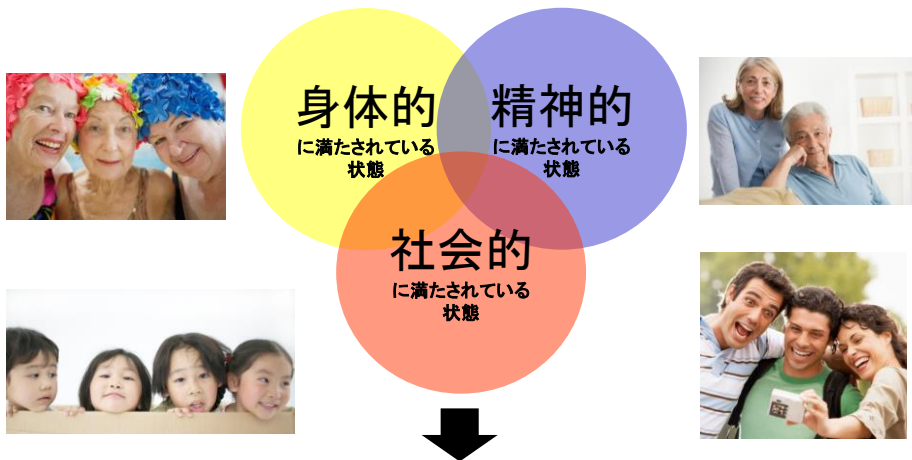 身体的
に満たされている
状態
精神的
に満たされている
状態
社会的
に満たされている
状態